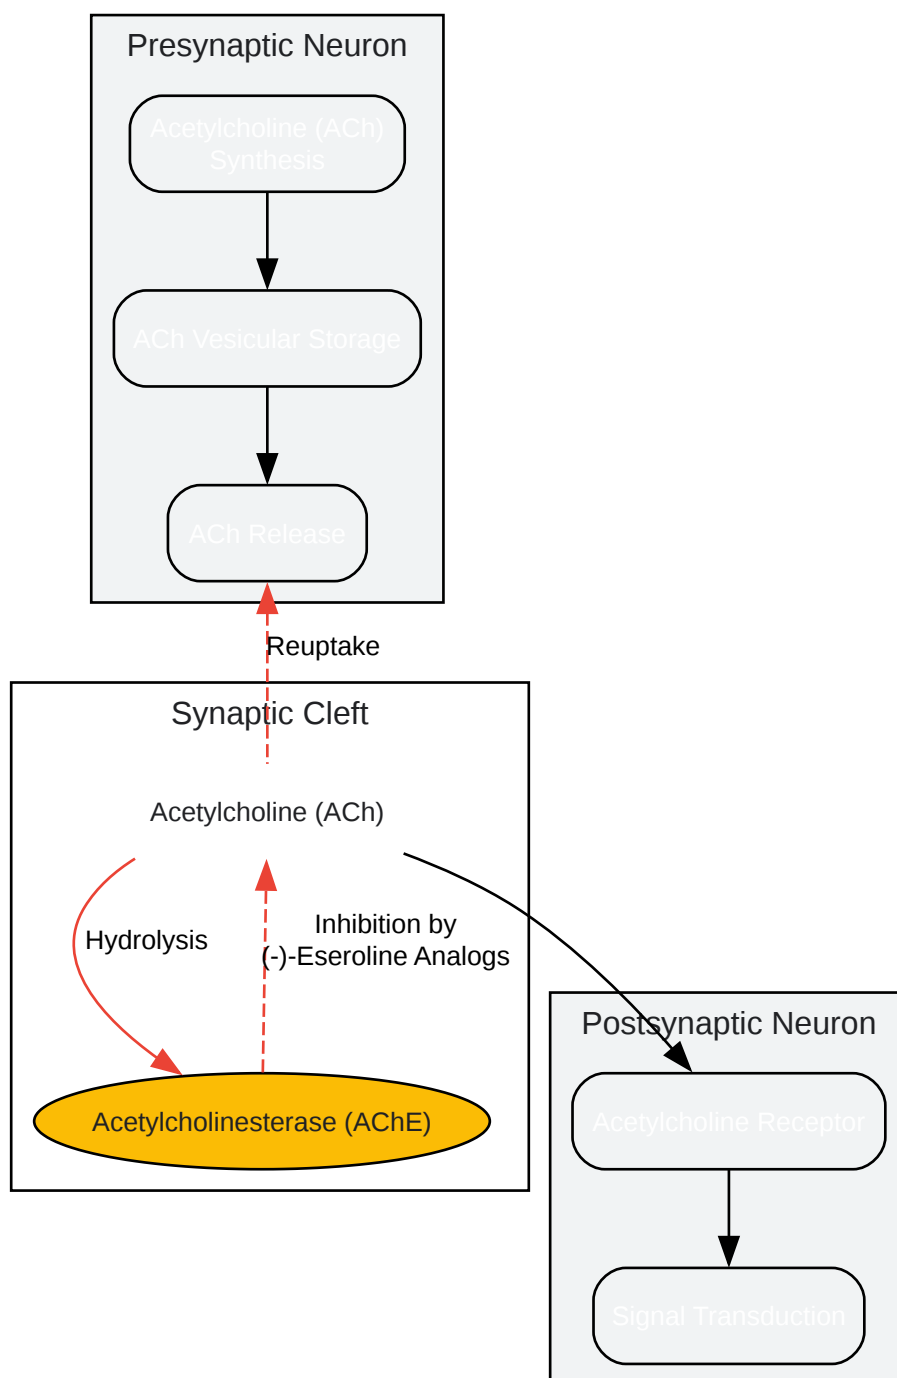 Presynaptic Neuron
Acetylcholine (ACh)
Synthesis
ACh Vesicular Storage
ACh Release
Reuptake
Synaptic Cleft
Acetylcholine (ACh)
Hydrolysis
Inhibition by
(-)-Eseroline Analogs
Acetylcholinesterase (AChE)
Postsynaptic Neuron
Acetylcholine Receptor
Signal Transduction